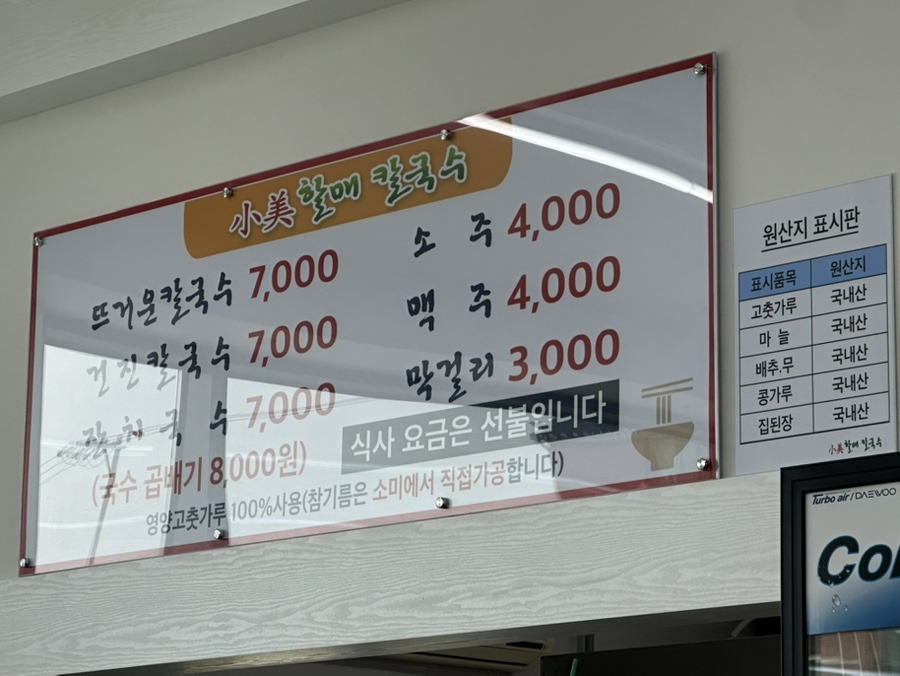 小美 할매 칼국수
뜨거운칼국수 7,000
건진칼국수 7,000
잔치국수 7,000
(국수 곱배기 8,000원)
소 주 4,000
맥 주 4,000
막걸리 3,000
식사 요금은 선불입니다
영양고춧가루 100%사용(참기름은 소미에서 직접가공합니다)
원산지 표시판
표시품목 원산지
고춧가루 국내산
마 늘 국내산
배추.무 국내산
콩가루 국내산
집된장 국내산
小美할매 칼국수
Turbo air / DAEWOO